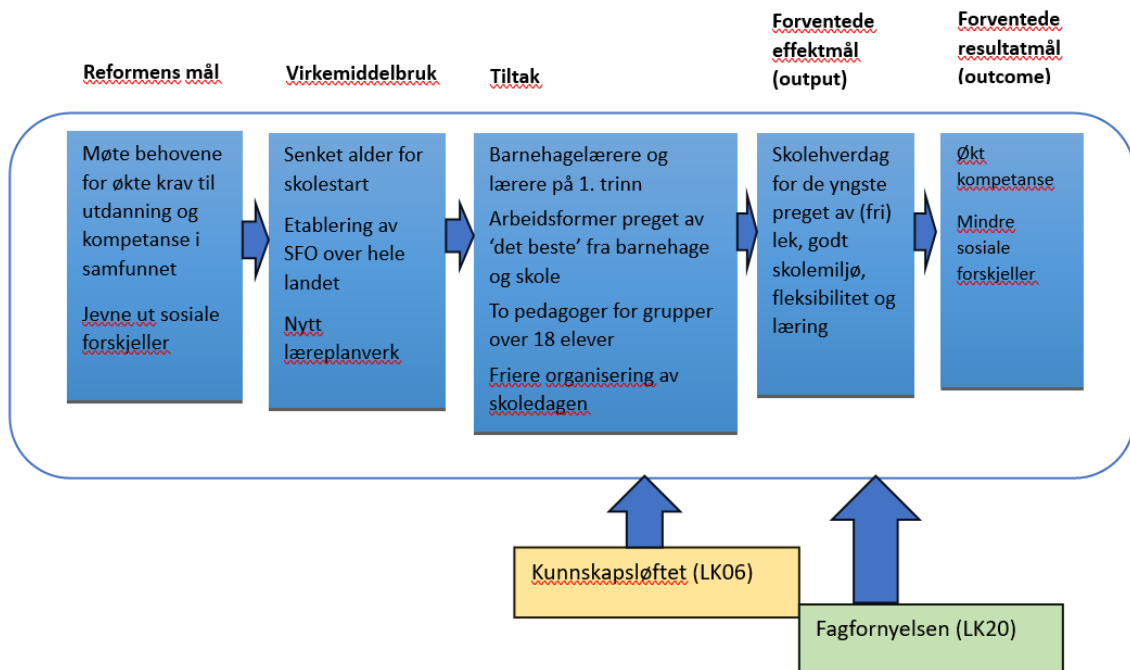 Reformens mål
Virkemiddelbruk
Tiltak
Forventede
effektmål
(output)
Forventede
resultatmål
(outcome)
Møte behovene
for økte krav til
utdanning og
kompetanse i
samfunnet
Jevne ut sosiale
forskjeller
Senket alder for
skolestart
Etablering av
SFO over hele
landet
Nytt
læreplanverk
Barnehagelærere og
lærere på 1. trinn
Arbeidsformer preget av
‘det beste’ fra barnehage
og skole
To pedagoger for grupper
over 18 elever
Friere organisering av
skoledagen
Skolehverdag
for de yngste
preget av (fri)
lek, godt
skolemiljø,
fleksibilitet og
læring
Økt
kompetanse
Mindre
sosiale
forskjeller
Kunnskapsløftet (LK06)
Fagfornyelsen (LK20)